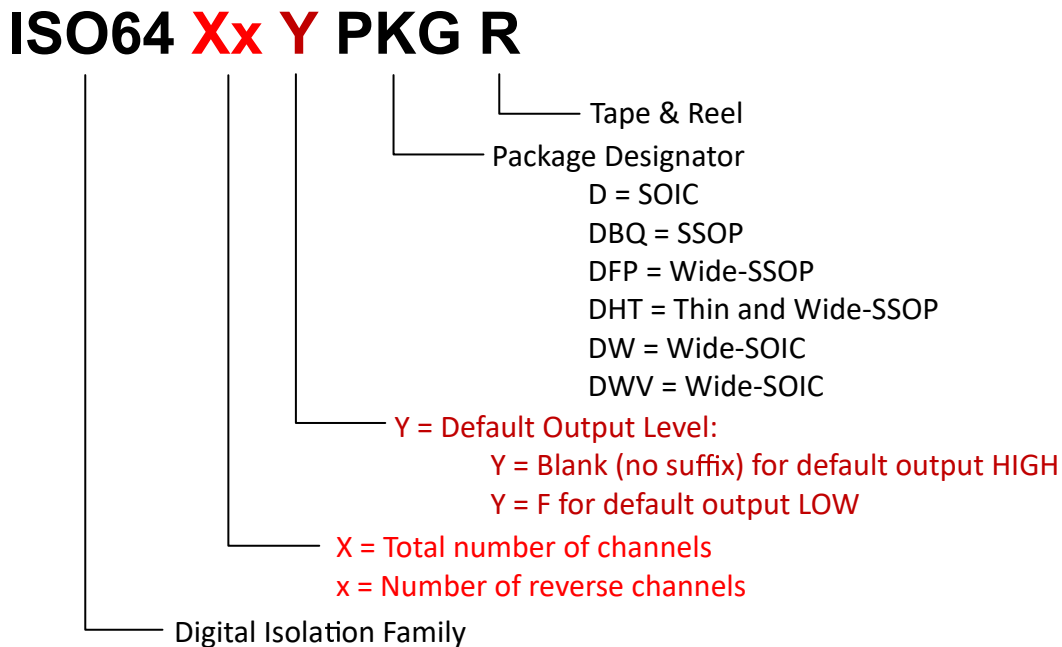 ISO64 Xx Y PKG R
Tape & Reel
Package Designator
D = SOIC
DBQ = SSOP
DFP = Wide-SSOP
DHT = Thin and Wide-SSOP
DW = Wide-SOIC
DWV = Wide-SOIC
Y = Default Output Level:
Y = Blank (no suffix) for default output HIGH
Y = F for default output LOW
X = Total number of channels
x = Number of reverse channels
Digital Isolation Family